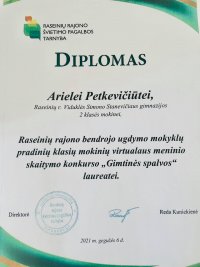 RASEINIŲ RAJONO
ŠVIETIMO PAGALBOS
TARNYBA
DIPLOMAS
Arielei Petkevičiūtei,
Raseinių r. Viduklės Simono Stanevičiaus gimnazijos
2 klasės mokinei,
Raseinių rajono bendrojo ugdymo mokyklų
pradinių klasių mokinių virtualaus meninio
skaitymo konkurso „Gimtinės spalvos“
laureatei.
Direktorė
Reda Kunickienė
2021 m. gegužės 6 d.